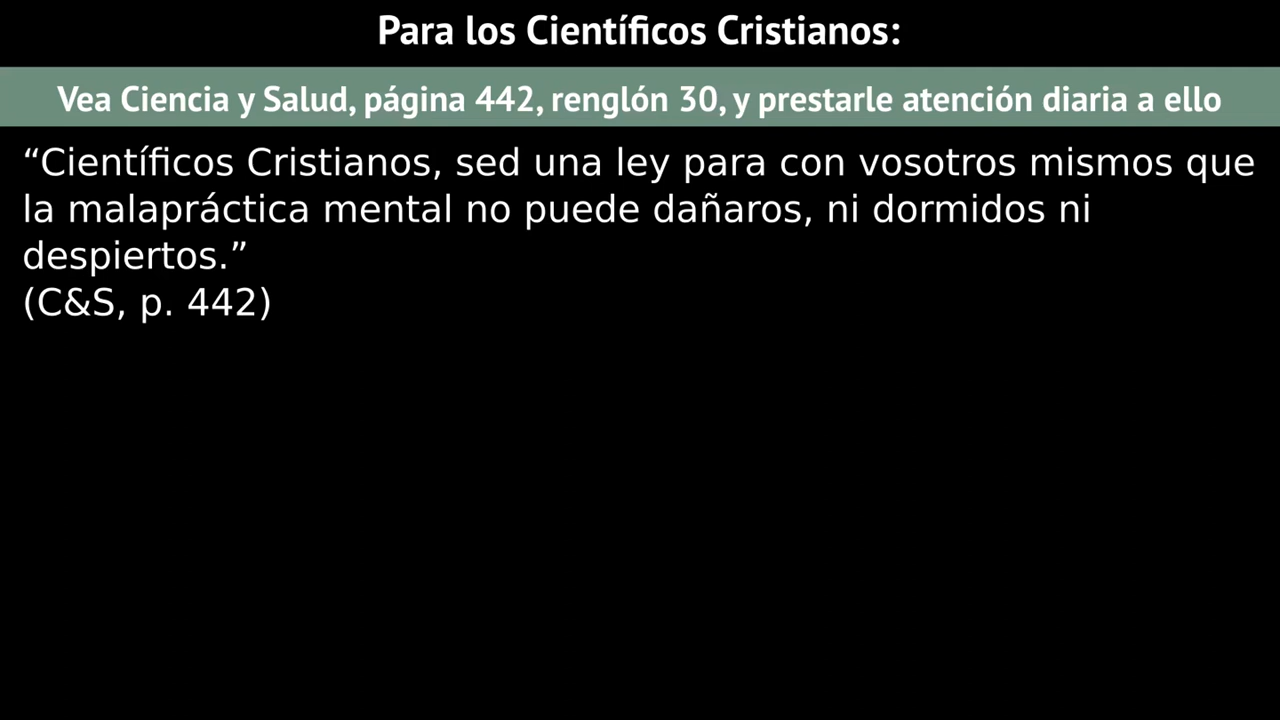 Para los Científicos Cristianos:
Vea Ciencia y Salud, página 442, renglón 30, y prestarle atención diaria a ello
“Científicos Cristianos, sed una ley para con vosotros mismos que
la malapráctica mental no puede dañaros, ni dormidos ni
despiertos.”
(C&S, p. 442)